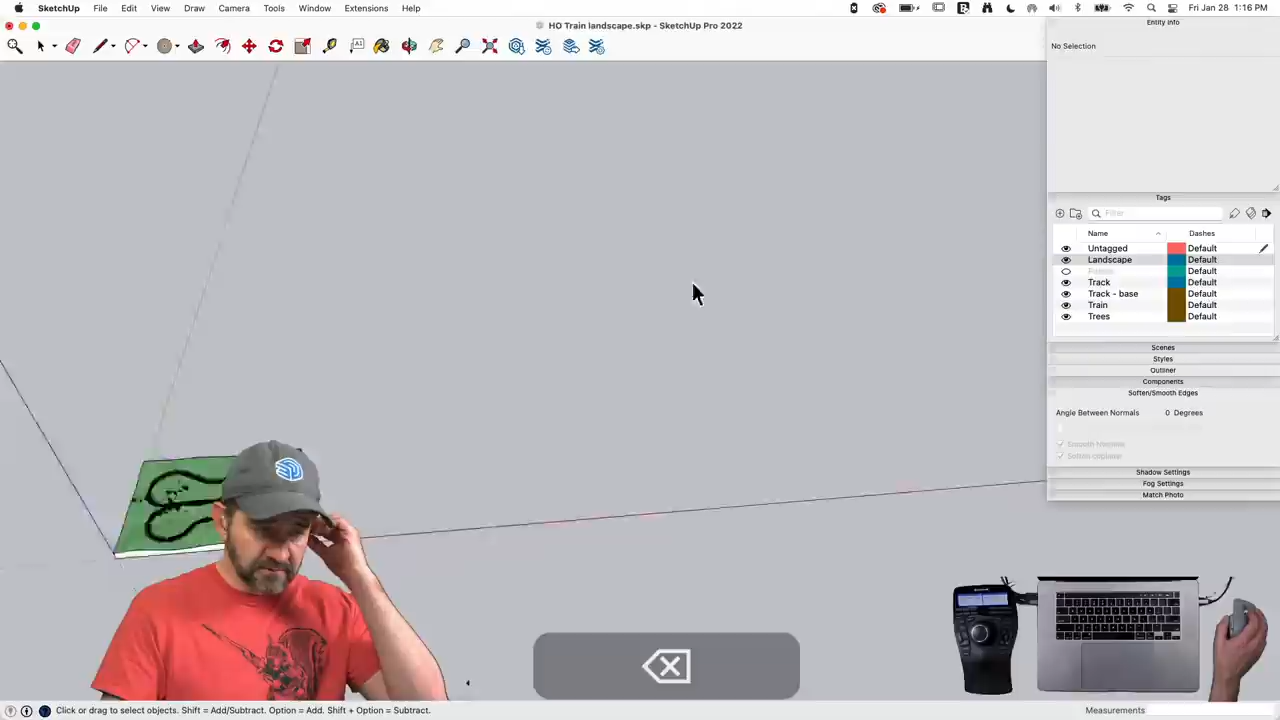 SketchUp File Edit View Draw Camera Tools Window Extensions Help Fri Jan 28 1:16 PM
HO Train landscape.skp - SketchUp Pro 2022
Entity Info
No Selection
Tags
Filter
Name Dashes
Untagged Default
Landscape Default
Default
Track Default
Track - base Default
Train Default
Trees Default
Scenes
Styles
Outliner
Components
Soften/Smooth Edges
Angle Between Normals 0 Degrees
Smooth normals
Soften coplanar
Shadow Settings
Fog Settings
Match Photo
Click or drag to select objects. Shift = Add/Subtract. Option = Add. Shift + Option = Subtract. Measurements